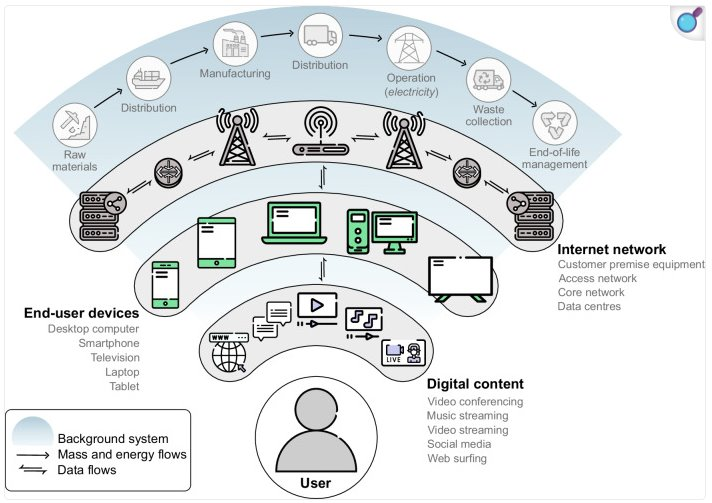 Raw
materials
Distribution
Manufacturing
Distribution
Operation
(electricity)
Waste
collection
End-of-life
management
Internet network
Customer premise equipment
Access network
Core network
Data centres
End-user devices
Desktop computer
Smartphone
Television
Laptop
Tablet
WWW
LIVE
Digital content
Video conferencing
Music streaming
Video streaming
Social media
Web surfing
User
Background system
Mass and energy flows
Data flows